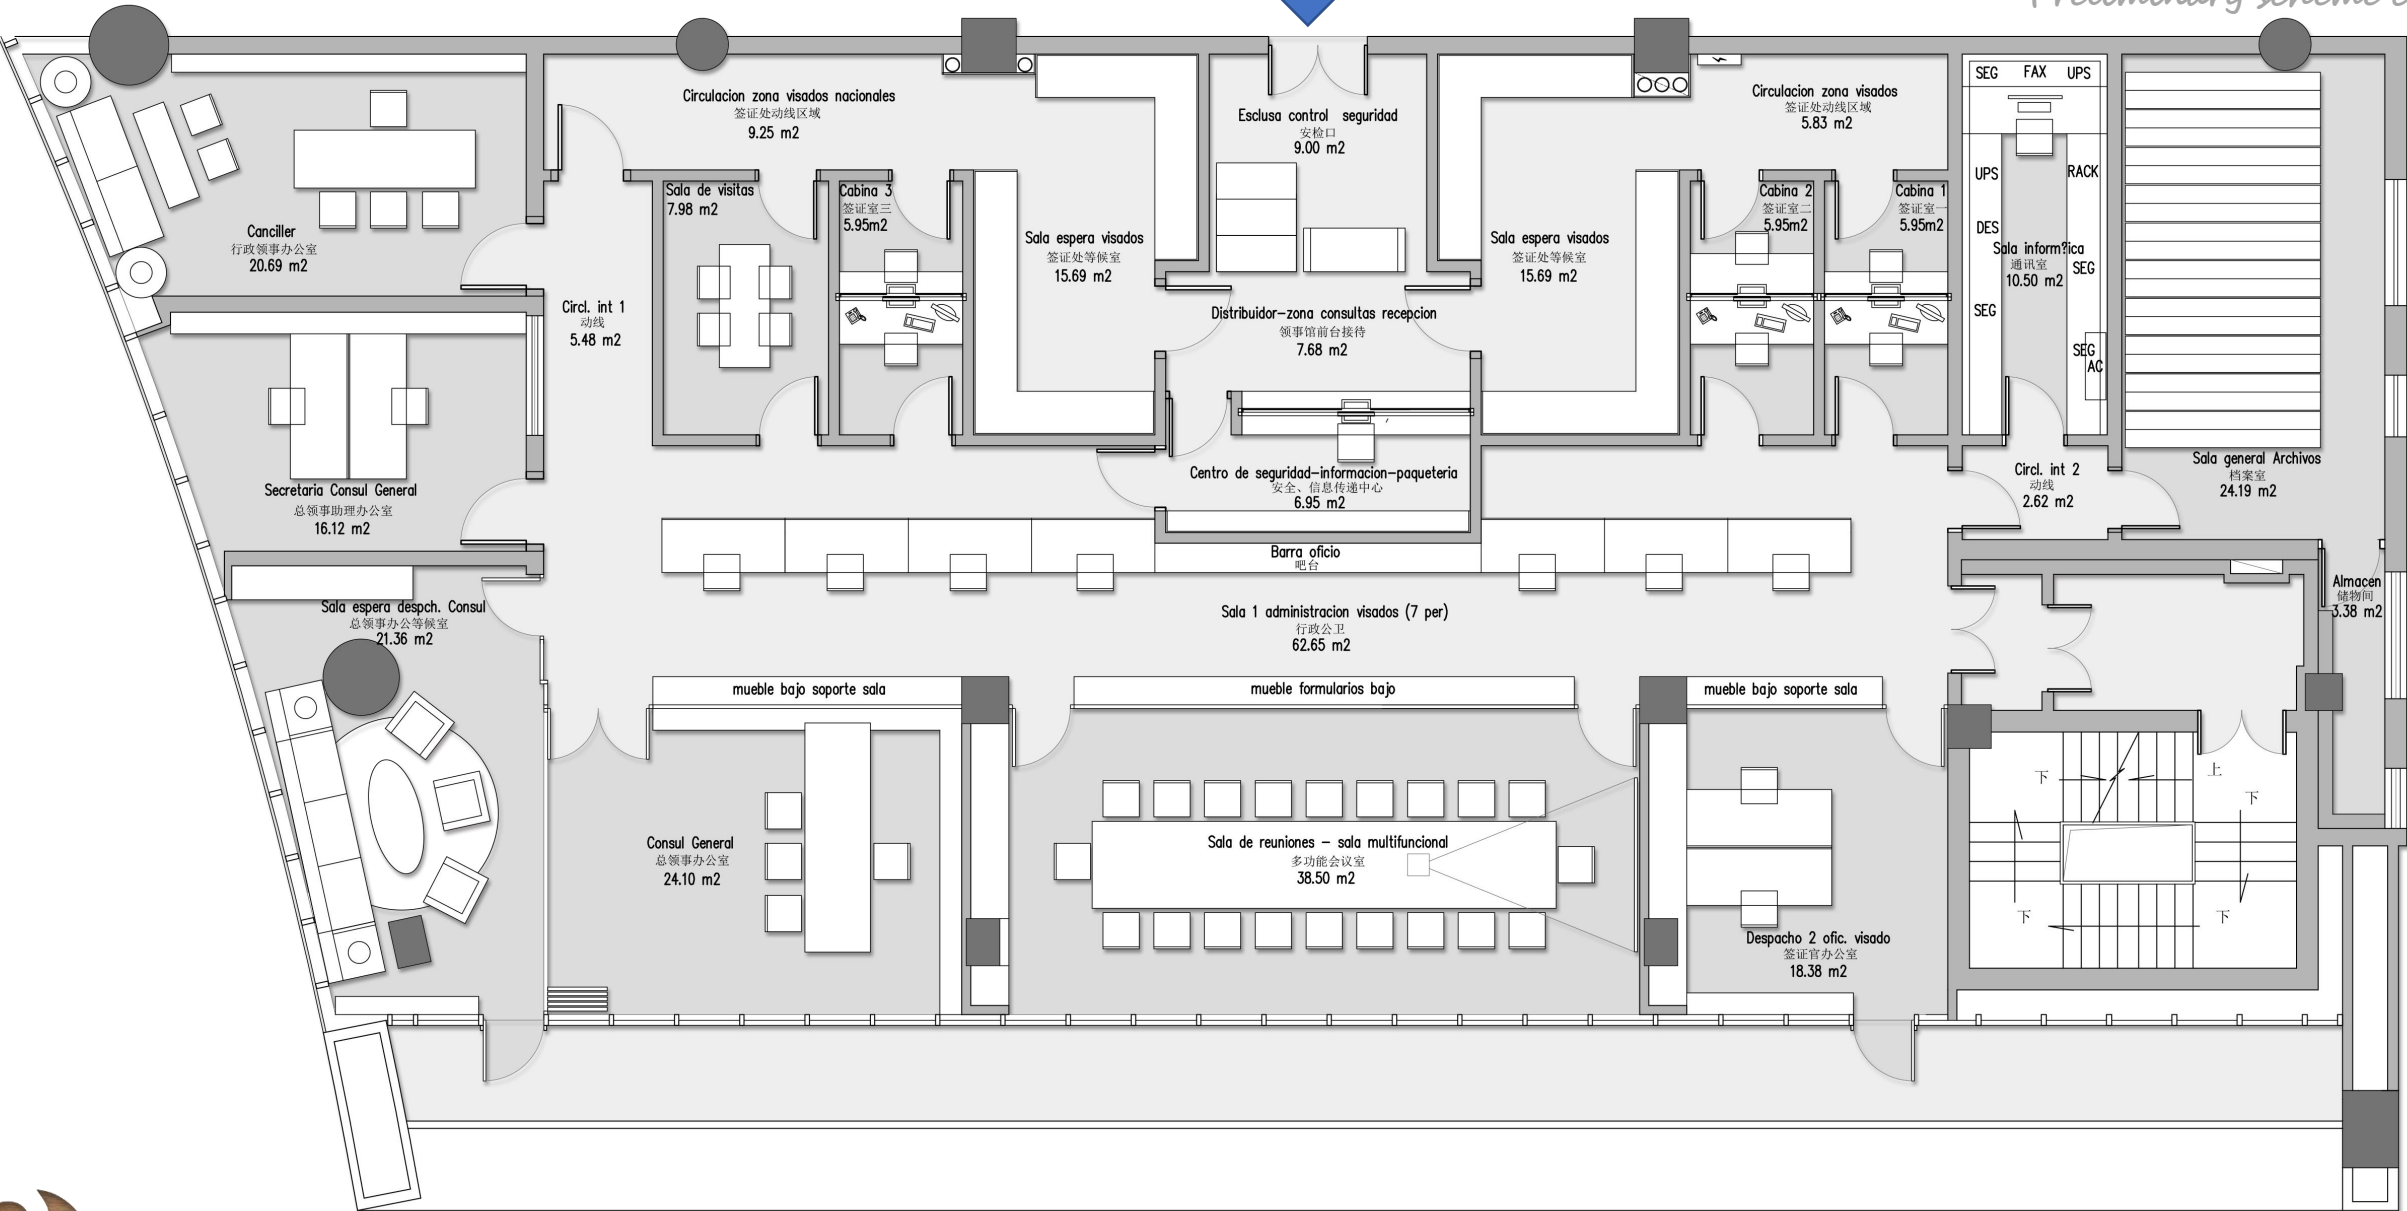 Preliminary scheme
Circulacion zona visados nacionales
签证处动线区域
9.25 m2
Esclusa control seguridad
安检口
9.00 m2
Circulacion zona visados
签证处动线区域
5.83 m2
SEG FAX UPS
UPS
RACK
DES
Sala inform?ica
通讯室
10.50 m2
SEG
SEG
SEG
AC
Canciller
行政领事办公室
20.69 m2
Sala de visitas
7.98 m2
Cabina 3
签证室三
5.95m2
Sala espera visados
签证处等候室
15.69 m2
Sala espera visados
签证处等候室
15.69 m2
Cabina 2
签证室二
5.95m2
Cabina 1
签证室一
5.95m2
Circl. int 1
动线
5.48 m2
Distribuidor-zona consultas recepcion
领事馆前台接待
7.68 m2
Secretaria Consul General
总领事助理办公室
16.12 m2
Centro de seguridad-informacion-paqueteria
安全、信息传递中心
6.95 m2
Circl. int 2
动线
2.62 m2
Sala general Archivos
档案室
24.19 m2
Barra oficio
吧台
Almacen
储物间
3.38 m2
Sala espera despch. Consul
总领事办公等候室
21.36 m2
Sala 1 administracion visados (7 per)
行政公卫
62.65 m2
mueble bajo soporte sala
mueble formularios bajo
mueble bajo soporte sala
Consul General
总领事办公室
24.10 m2
Sala de reuniones - sala multifuncional
多功能会议室
38.50 m2
Despacho 2 ofic. visado
签证官办公室
18.38 m2
下
上
下
下
下